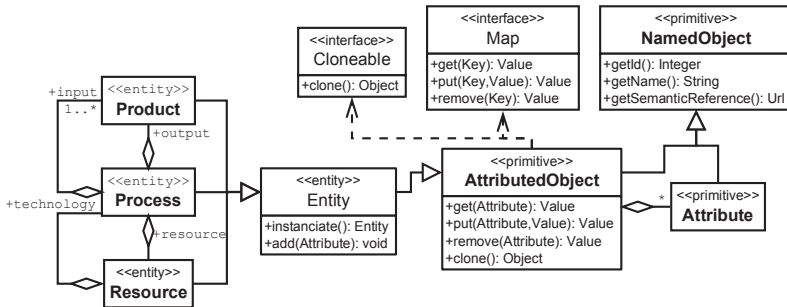 <<interface>>
Cloneable
+clone(): Object
<<interface>>
Map
+get(Key): Value
+put(Key,Value): Value
+remove(Key): Value
<<primitive>>
NamedObject
+getId(): Integer
+getName(): String
+getSemanticReference(): Url
+input
1..*
<<entity>>
Product
+output
<<entity>>
Process
+technology
+resource
<<entity>>
Resource
<<entity>>
Entity
+instanciate(): Entity
+add(Attribute): void
<<primitive>>
AttributedObject
+get(Attribute): Value
+put(Attribute,Value): Value
+remove(Attribute): Value
+clone(): Object
*
<<primitive>>
Attribute